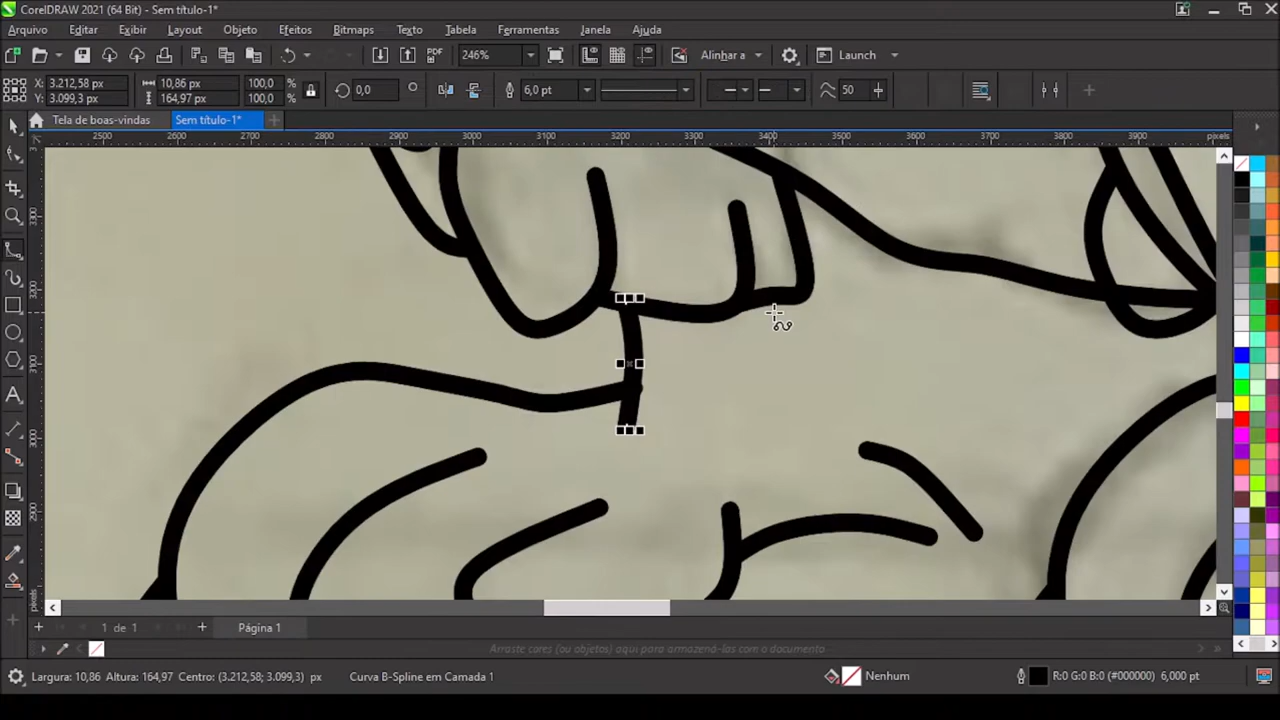 CorelDRAW 2021 (64 Bit) - Sem título-1*
Arquivo Editar Exibir Layout Objeto Efeitos Bitmaps Texto Tabela Ferramentas Janela Ajuda
PDF 246% Alinhar a Launch
X: 3.212,58 px 10,86 px 100,0 % 0,0 6,0 pt 50
Y: 3.099,3 px 164,97 px 100,0 %
Tela de boas-vindas Sem título-1*
2500 2600 2700 2800 2900 3000 3100 3200 3300 3400 3500 3600 3700 3800 3900 pixels
1 de 1 Página 1
Arraste cores (ou objetos) aqui para armazená-las com o documento
Largura: 10,86 Altura: 164,97 Centro: (3.212,58; 3.099,3) px Curva B-Spline em Camada 1 Nenhum R:0 G:0 B:0 (#000000) 6,000 pt